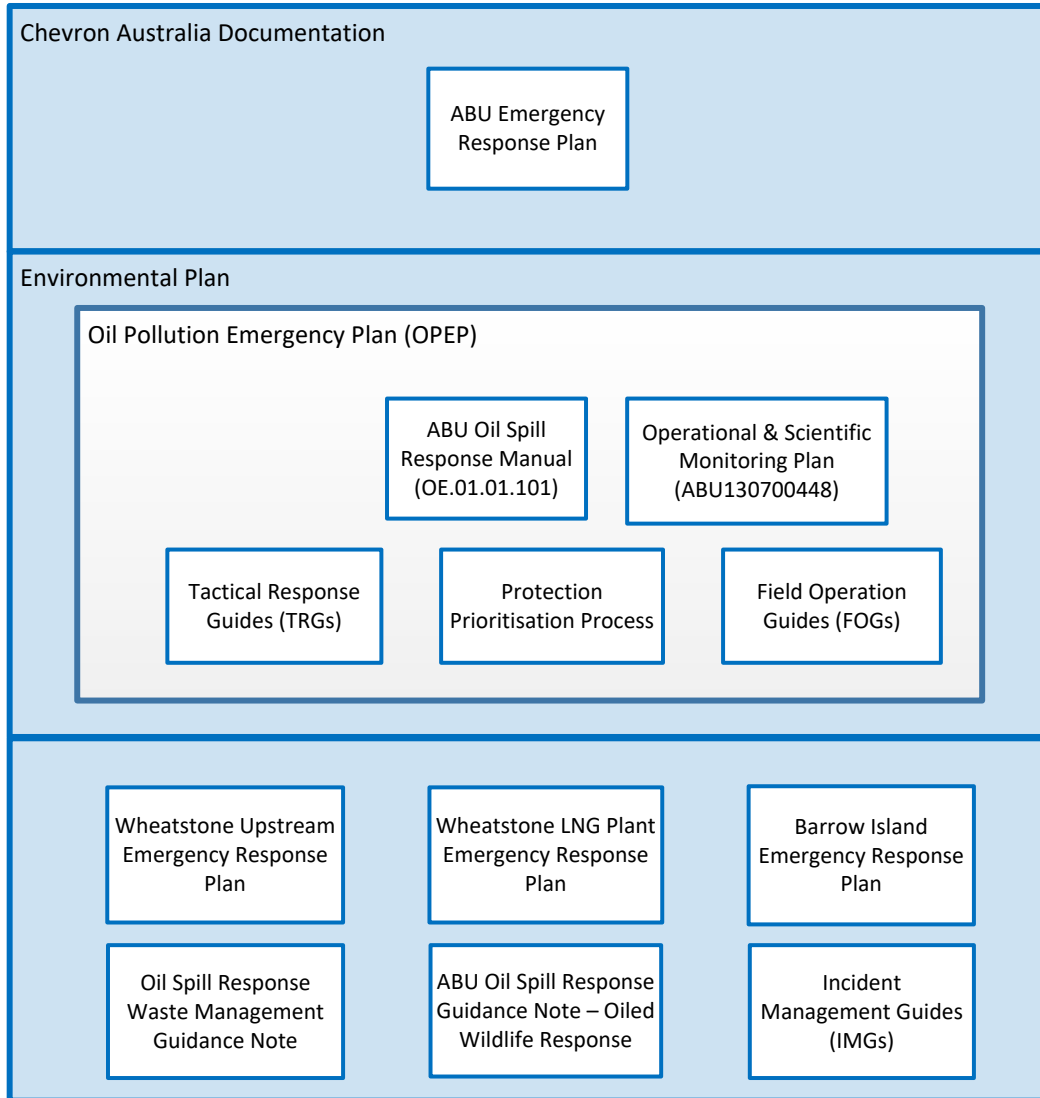 Chevron Australia Documentation
ABU Emergency
Response Plan
Environmental Plan
Oil Pollution Emergency Plan (OPEP)
ABU Oil Spill
Response Manual
(OE.01.01.101)
Operational & Scientific
Monitoring Plan
(ABU130700448)
Tactical Response
Guides (TRGs)
Protection
Prioritisation Process
Field Operation
Guides (FOGs)
Wheatstone Upstream
Emergency Response
Plan
Wheatstone LNG Plant
Emergency Response
Plan
Barrow Island
Emergency Response
Plan
Oil Spill Response
Waste Management
Guidance Note
ABU Oil Spill Response
Guidance Note – Oiled
Wildlife Response
Incident
Management Guides
(IMGs)